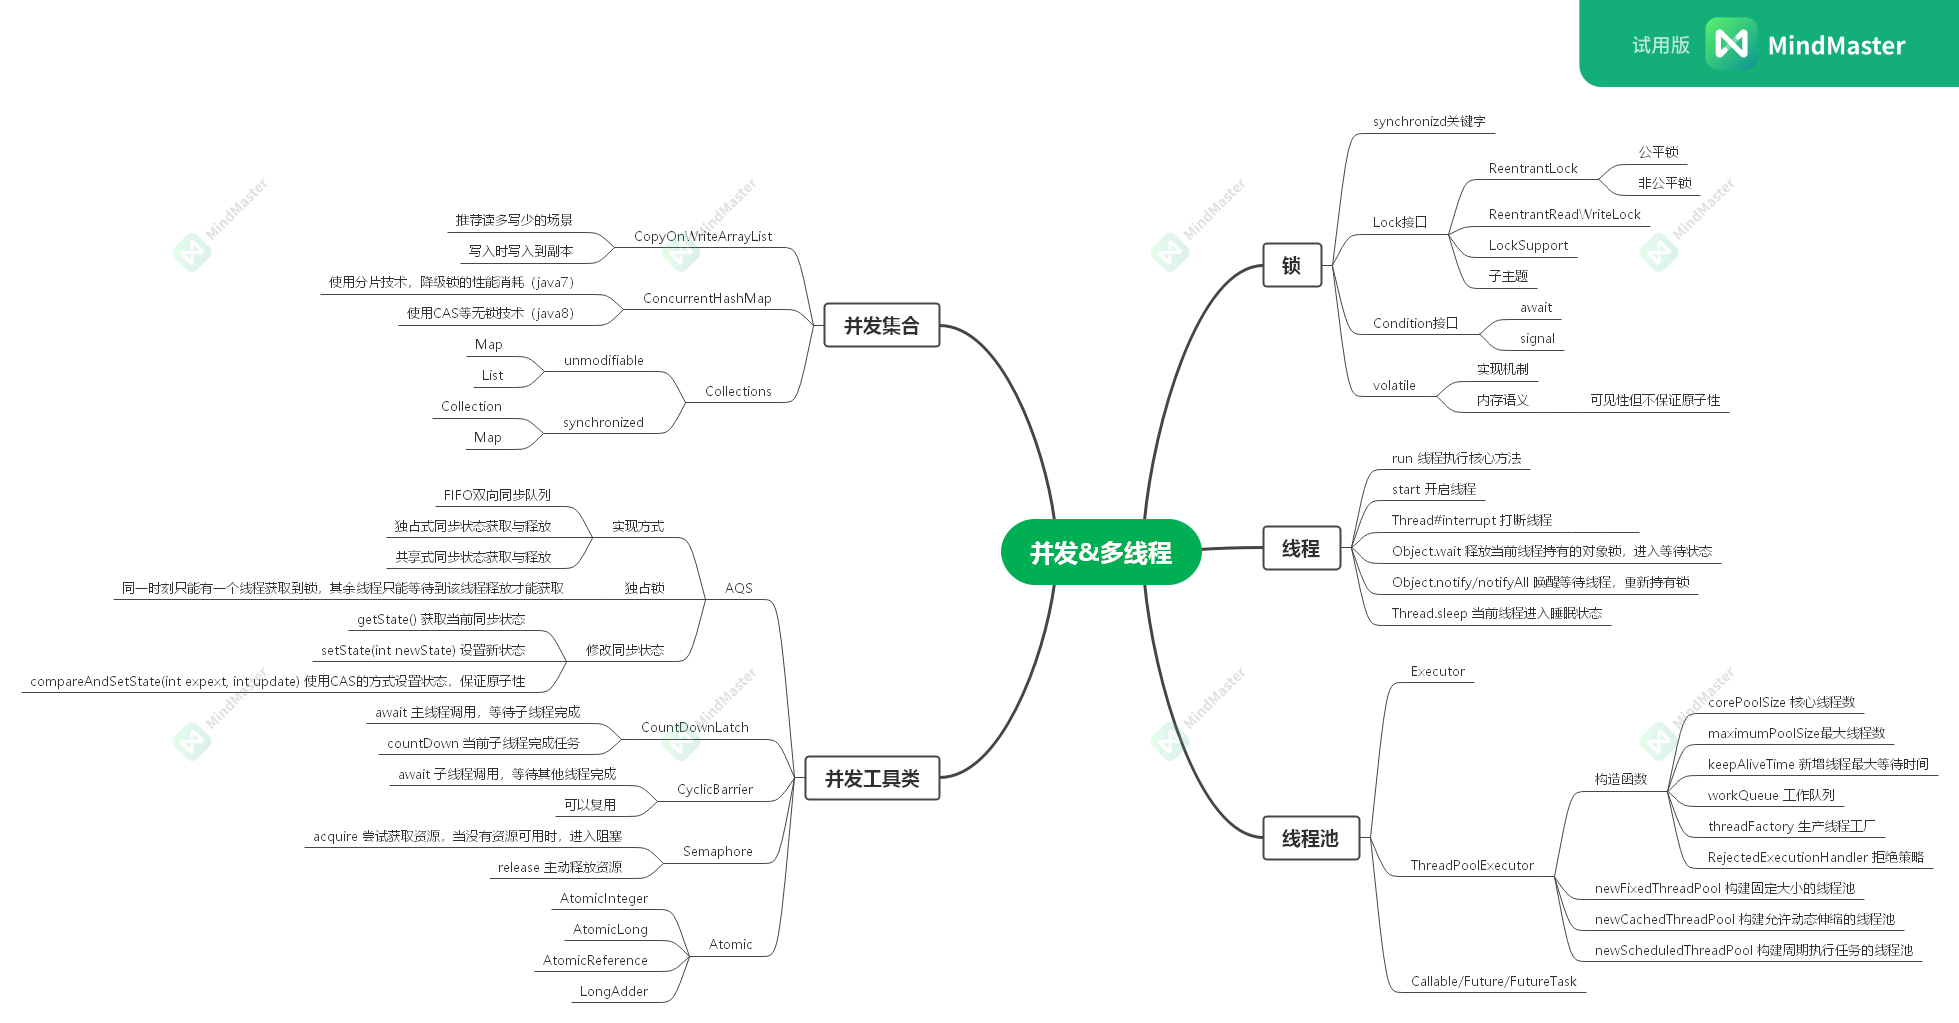 试用版 MindMaster
并发&多线程
锁
synchronizd关键字
Lock接口
ReentrantLock
公平锁
非公平锁
ReentrantReadWriteLock
LockSupport
子主题
Condition接口
await
signal
volatile
实现机制
内存语义
可见性但不保证原子性
线程
run 线程执行核心方法
start 开启线程
Thread#interrupt 打断线程
Object.wait 释放当前线程持有的对象锁，进入等待状态
Object.notify/notifyAll 唤醒等待线程，重新持有锁
Thread.sleep 当前线程进入睡眠状态
线程池
Executor
ThreadPoolExecutor
构造函数
corePoolSize 核心线程数
maximumPoolSize最大线程数
keepAliveTime 新增线程最大等待时间
workQueue 工作队列
threadFactory 生产线程工厂
RejectedExecutionHandler 拒绝策略
newFixedThreadPool 构建固定大小的线程池
newCachedThreadPool 构建允许动态伸缩的线程池
newScheduledThreadPool 构建周期执行任务的线程池
Callable/Future/FutureTask
并发集合
CopyOnWriteArrayList
推荐读多写少的场景
写入时写入到副本
ConcurrentHashMap
使用分片技术，降级锁的性能消耗（java7）
使用CAS等无锁技术（java8）
Collections
unmodifiable
Map
List
synchronized
Collection
Map
并发工具类
AQS
实现方式
FIFO双向同步队列
独占式同步状态获取与释放
共享式同步状态获取与释放
独占锁
同一时刻只能有一个线程获取到锁，其余线程只能等待到该线程释放才能获取
修改同步状态
getState() 获取当前同步状态
setState(int newState) 设置新状态
compareAndSetState(int expext, int update) 使用CAS的方式设置状态，保证原子性
CountDownLatch
await 主线程调用，等待子线程完成
countDown 当前子线程完成任务
CyclicBarrier
await 子线程调用，等待其他线程完成
可以复用
Semaphore
acquire 尝试获取资源，当没有资源可用时，进入阻塞
release 主动释放资源
Atomic
AtomicInteger
AtomicLong
AtomicReference
LongAdder
MindMaster
MindMaster
MindMaster
MindMaster
MindMaster
MindMaster
MindMaster
MindMaster